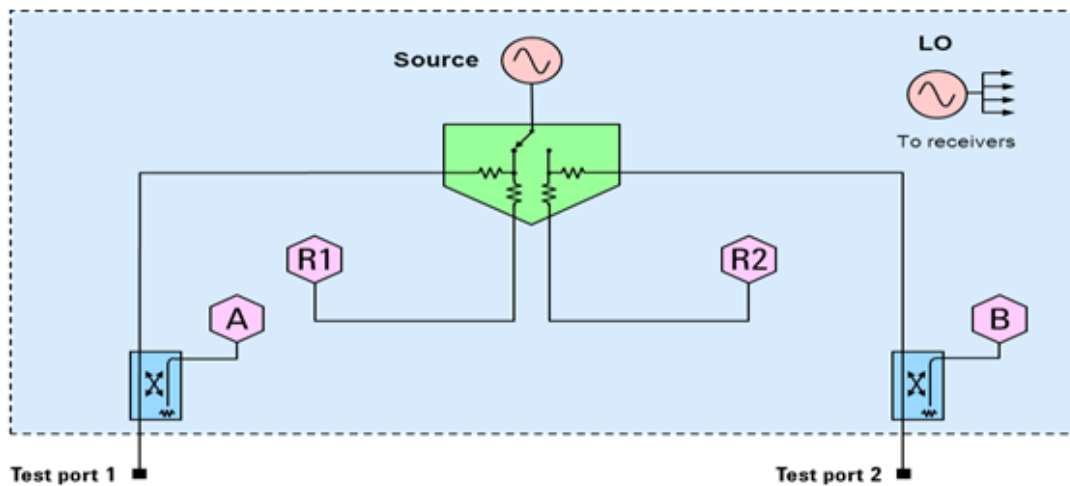 Source
LO
To receivers
R1
R2
A
B
Test port 1
Test port 2